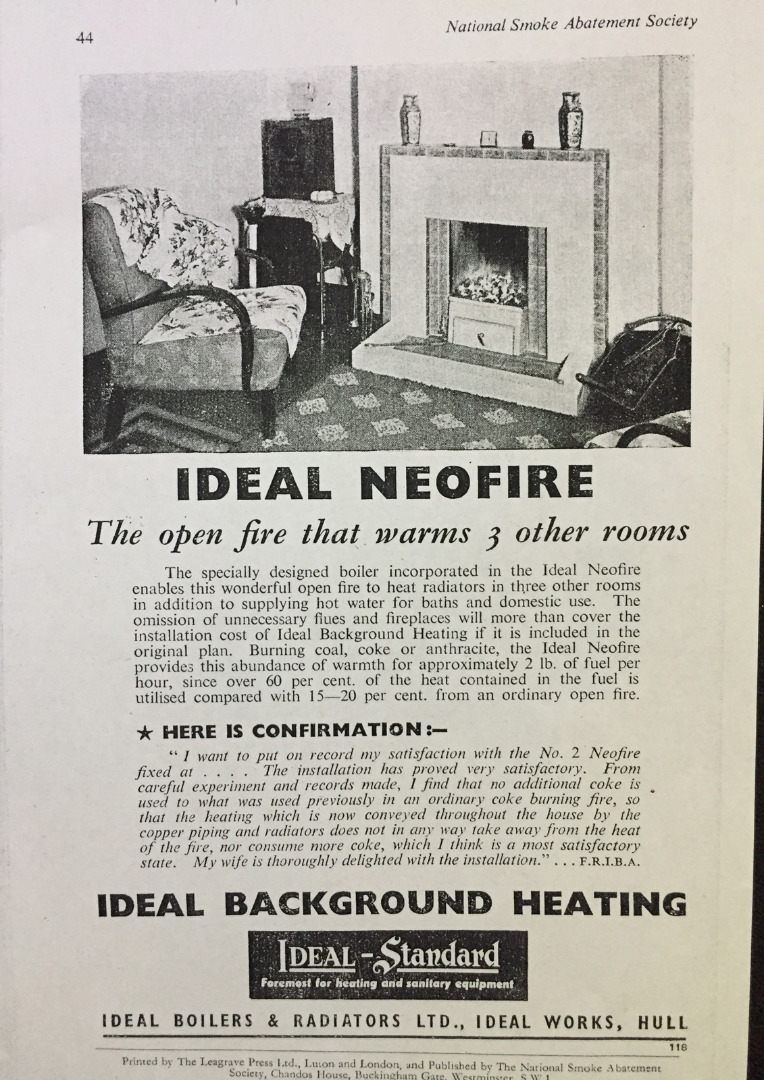 44
National Smoke Abatement Society
IDEAL NEOFIRE
The open fire that warms 3 other rooms
The specially designed boiler incorporated in the Ideal Neofire
enables this wonderful open fire to heat radiators in three other rooms
in addition to supplying hot water for baths and domestic use. The
omission of unnecessary flues and fireplaces will more than cover the
installation cost of Ideal Background Heating if it is included in the
original plan. Burning coal, coke or anthracite, the Ideal Neofire
provides this abundance of warmth for approximately 2 lb. of fuel per
hour, since over 60 per cent. of the heat contained in the fuel is
utilised compared with 15—20 per cent. from an ordinary open fire.
★ HERE IS CONFIRMATION:—
“ I want to put on record my satisfaction with the No. 2 Neofire
fixed at . . . . The installation has proved very satisfactory. From
careful experiment and records made, I find that no additional coke is
used to what was used previously in an ordinary coke burning fire, so
that the heating which is now conveyed throughout the house by the
copper piping and radiators does not in any way take away from the heat
of the fire, nor consume more coke, which I think is a most satisfactory
state. My wife is thoroughly delighted with the installation.” . . . F.R.I.B.A.
IDEAL BACKGROUND HEATING
IDEAL-Standard
Foremost for heating and sanitary equipment
IDEAL BOILERS & RADIATORS LTD., IDEAL WORKS, HULL
118
Printed by The Leagrave Press Ltd., Luton and London, and Published by The National Smoke Abatement
Society, Chandos House, Buckingham Gate, Westminster, S.W.1